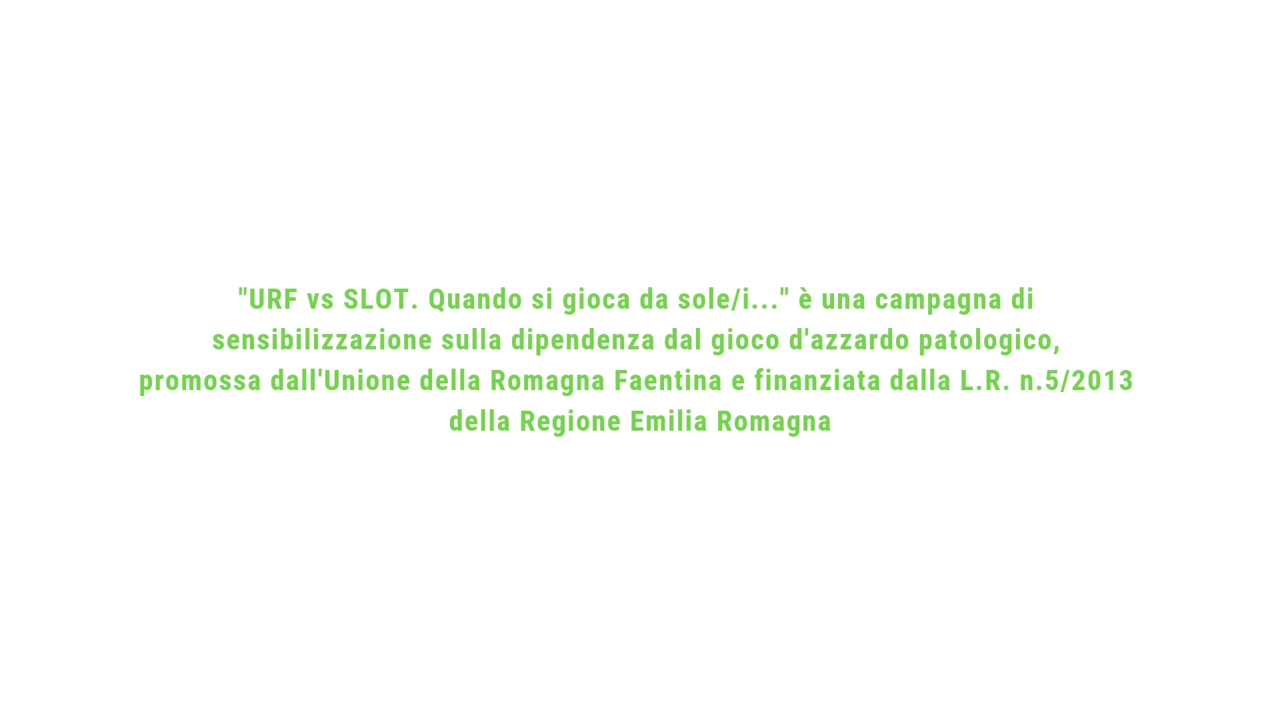 "URF vs SLOT. Quando si gioca da sole/i..." è una campagna di
sensibilizzazione sulla dipendenza dal gioco d'azzardo patologico,
promossa dall'Unione della Romagna Faentina e finanziata dalla L.R. n.5/2013
della Regione Emilia Romagna